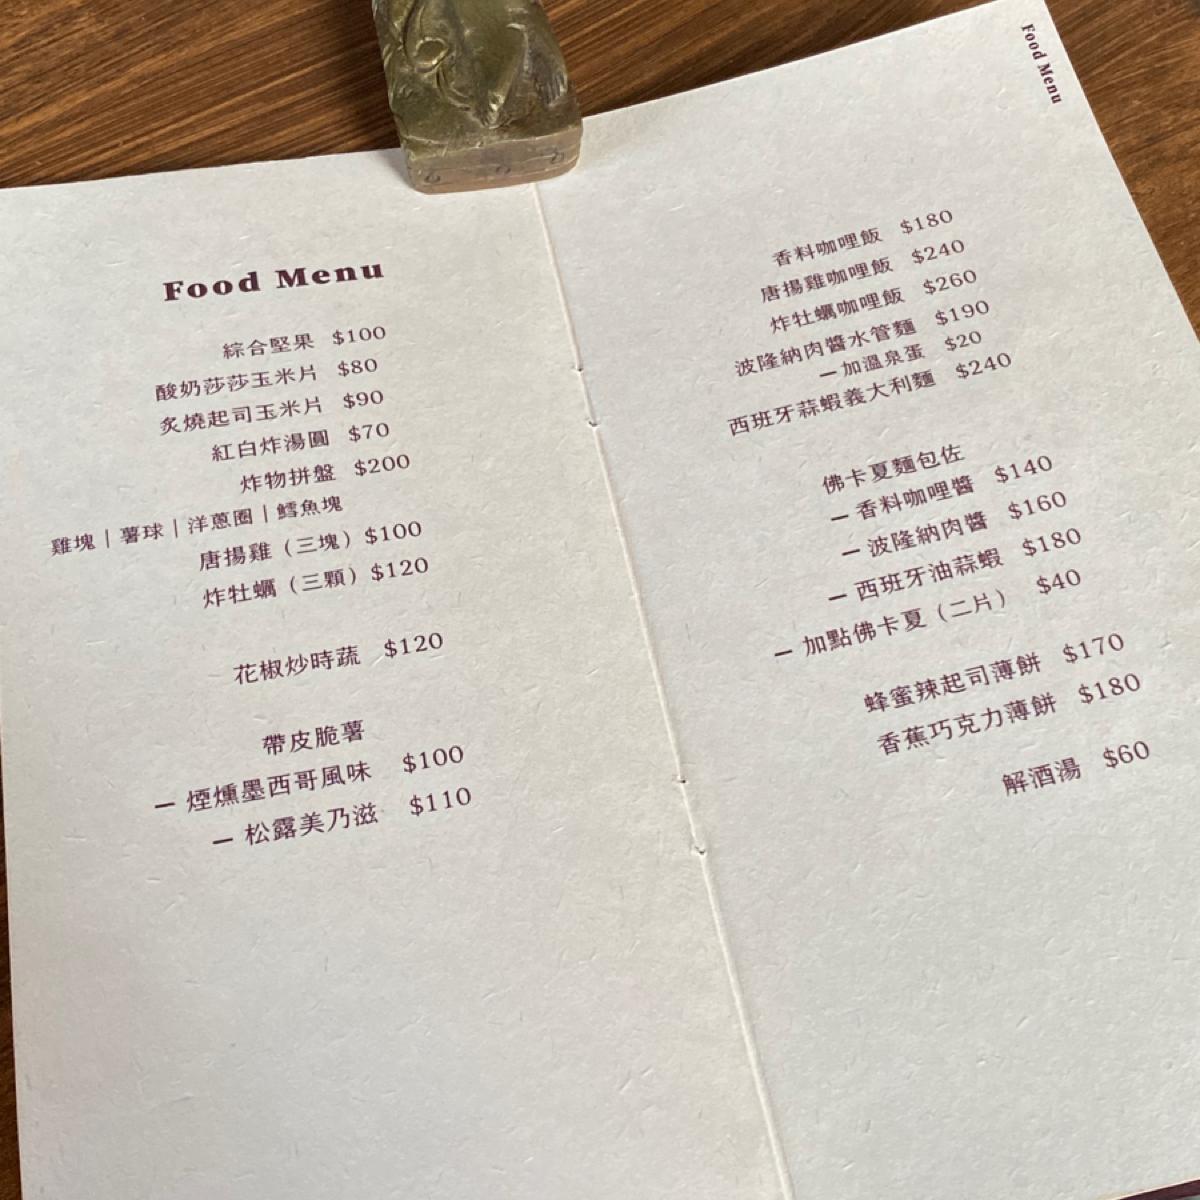 Food Menu
綜合堅果 $100
酸奶莎莎玉米片 $80
炙燒起司玉米片 $90
紅白炸湯圓 $70
炸物拼盤 $200
雞塊｜薯球｜洋蔥圈｜鱈魚塊
唐揚雞（三塊）$100
炸牡蠣（三顆）$120
花椒炒時蔬 $120
帶皮脆薯
– 煙燻墨西哥風味 $100
– 松露美乃滋 $110
Food Menu
香料咖哩飯 $180
唐揚雞咖哩飯 $240
炸牡蠣咖哩飯 $260
波隆納肉醬水管麵 $190
– 加溫泉蛋 $20
西班牙蒜蝦義大利麵 $240
佛卡夏麵包佐
– 香料咖哩醬 $140
– 波隆納肉醬 $160
– 西班牙油蒜蝦 $180
– 加點佛卡夏（二片） $40
蜂蜜辣起司薄餅 $170
香蕉巧克力薄餅 $180
解酒湯 $60